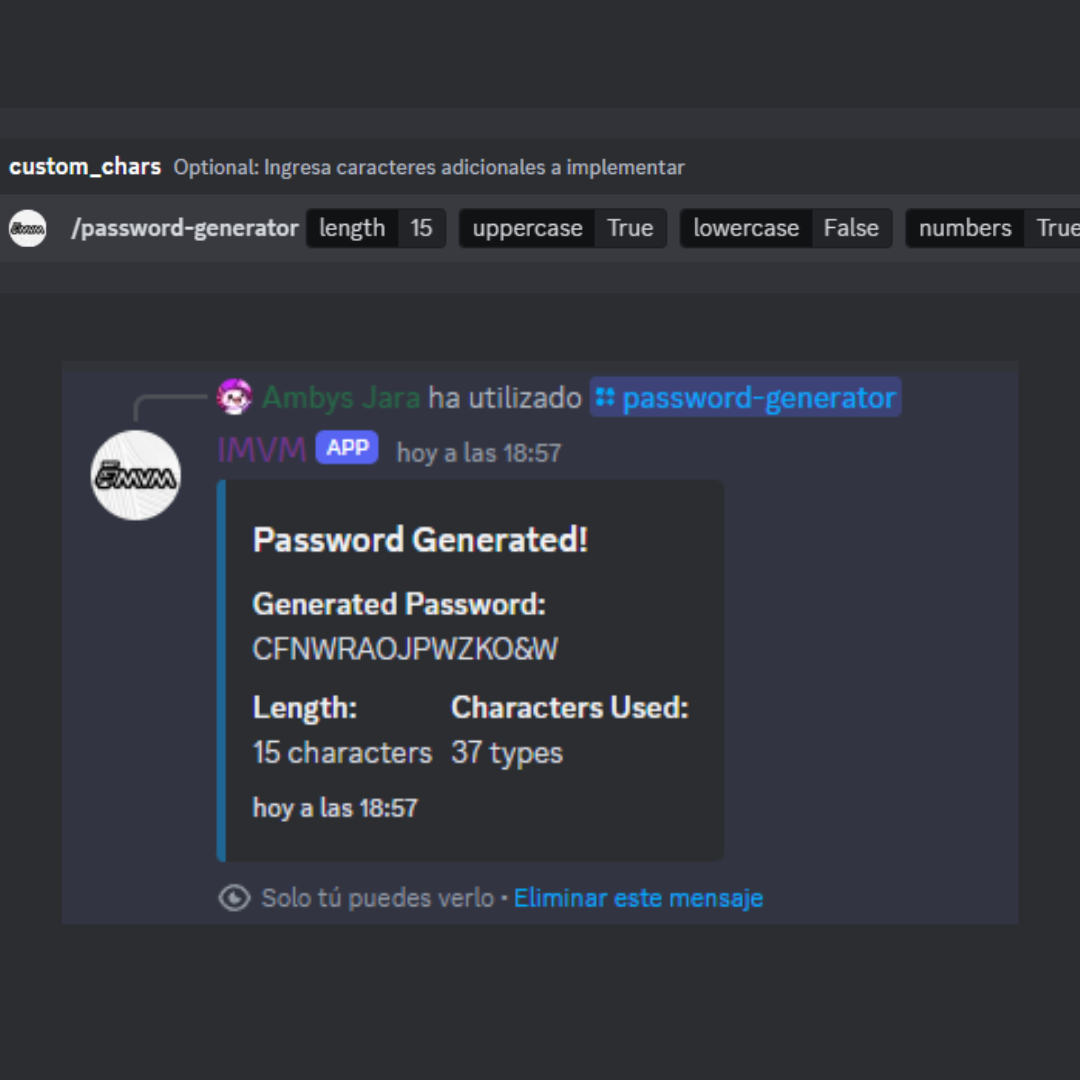 custom_chars Optional: Ingresa caracteres adicionales a implementar
/password-generator length 15 uppercase True lowercase False numbers True
Ambys Jara ha utilizado password-generator
IMVM APP hoy a las 18:57
Password Generated!
Generated Password:
CFNWRAOJPWZKO&W
Length: Characters Used:
15 characters 37 types
hoy a las 18:57
Solo tú puedes verlo • Eliminar este mensaje